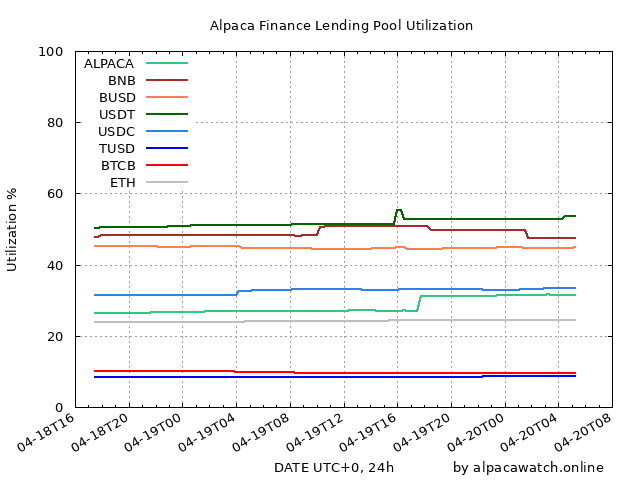 Alpaca Finance Lending Pool Utilization
100
80
60
40
20
0
Utilization %
ALPACA
BNB
BUSD
USDT
USDC
TUSD
BTCB
ETH
04-18T16
04-18T20
04-19T00
04-19T04
04-19T08
04-19T12
04-19T16
04-19T20
04-20T00
04-20T04
04-20T08
DATE UTC+0, 24h
by alpacawatch.online